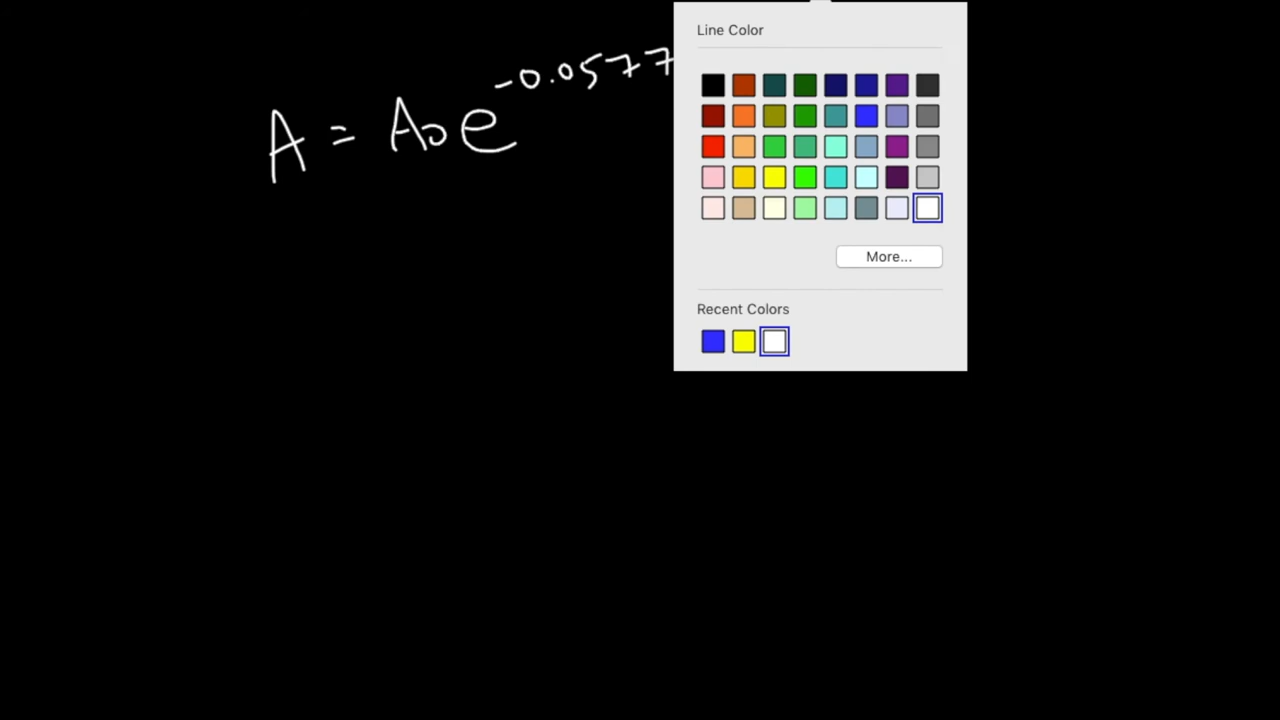 Line Color
A = A₀e^-0.0577
More...
Recent Colors